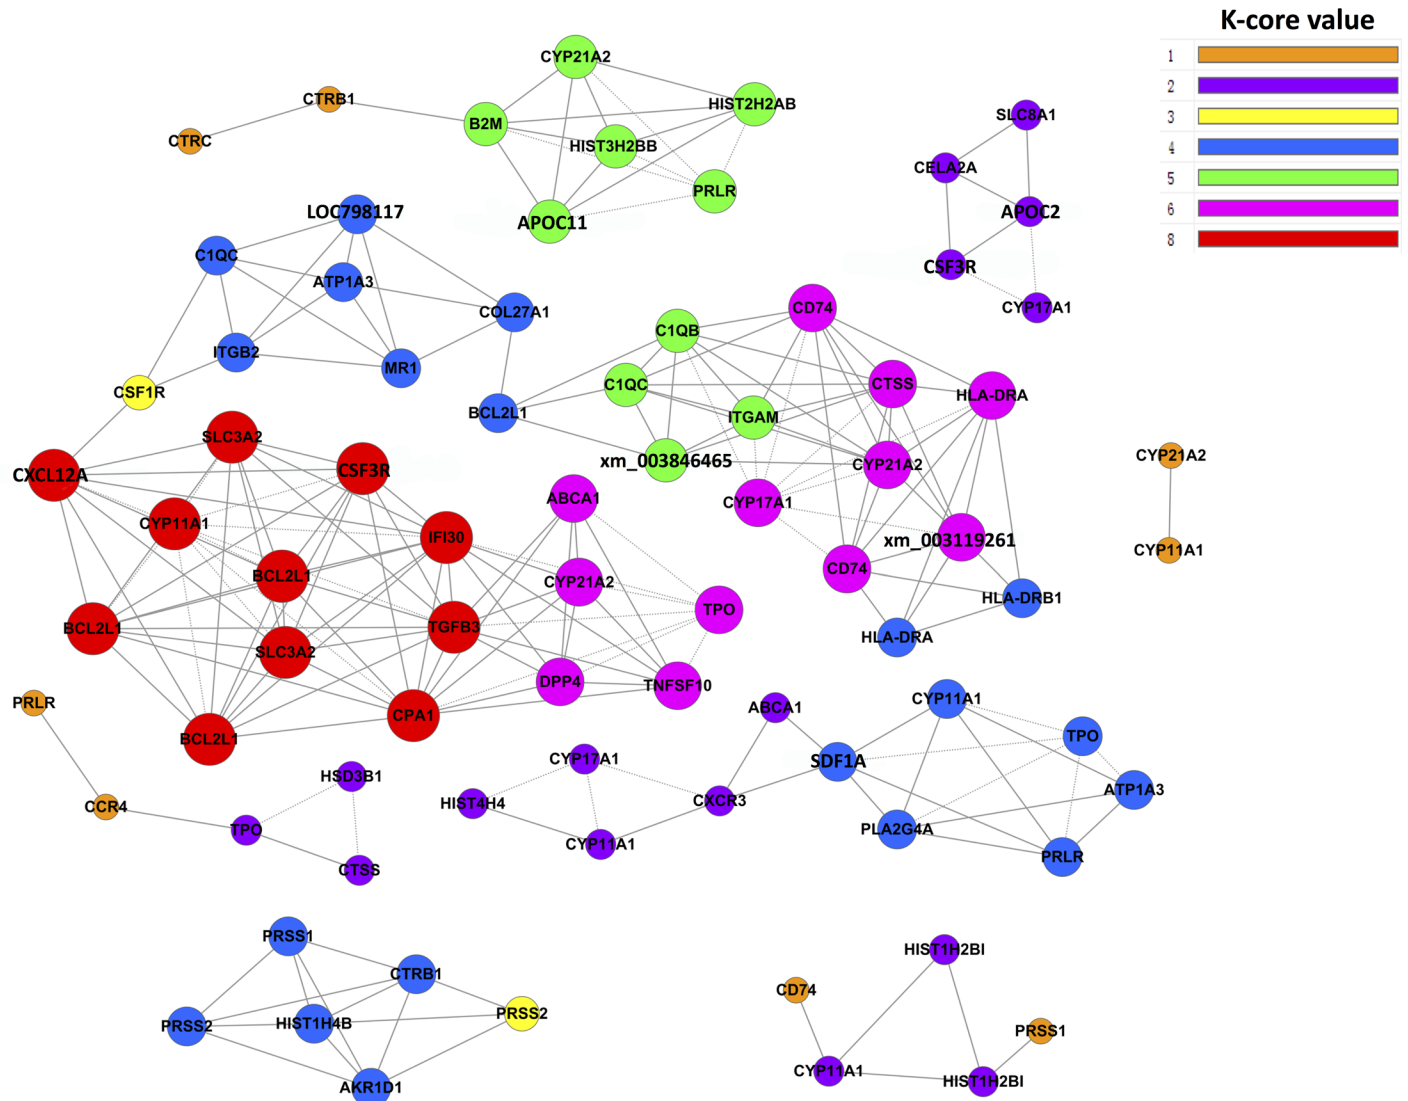 K-core value
1
2
3
4
5
6
8
CYP21A2
CTRB1
HIST2H2AB
CTRC
B2M
HIST3H2BB
PRLR
APOC11
SLC8A1
CELA2A
APOC2
CSF3R
CYP17A1
LOC798117
C1QC
ATP1A3
COL27A1
ITGB2
MR1
CSF1R
BCL2L1
CD74
C1QB
C1QC
CTSS
HLA-DRA
ITGAM
xm_003846465
CYP21A2
CYP17A1
xm_003119261
CD74
HLA-DRB1
HLA-DRA
CYP21A2
CYP11A1
SLC3A2
CXCL12A
CSF3R
CYP11A1
IFI30
BCL2L1
BCL2L1
TGFB3
SLC3A2
CPA1
BCL2L1
ABCA1
CYP21A2
TPO
DPP4
TNFSF10
PRLR
CCR4
HSD3B1
TPO
CTSS
CYP17A1
HIST4H4
CXCR3
CYP11A1
ABCA1
SDF1A
CYP11A1
TPO
ATP1A3
PLA2G4A
PRLR
PRSS1
CTRB1
PRSS2
HIST1H4B
PRSS2
AKR1D1
HIST1H2BI
CD74
PRSS1
CYP11A1
HIST1H2BI